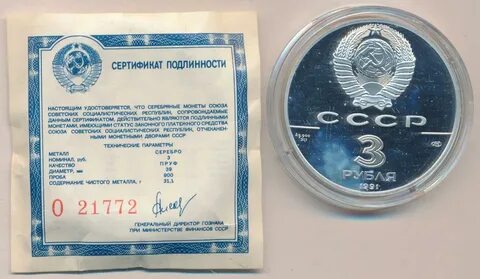 СЕРТИФИКАТ ПОДЛИННОСТИ
НАСТОЯЩИМ УДОСТОВЕРЯЕТСЯ, ЧТО СЕРЕБРЯНЫЕ МОНЕТЫ СОЮЗА
СОВЕТСКИХ СОЦИАЛИСТИЧЕСКИХ РЕСПУБЛИК, СОПРОВОЖДАЕМЫЕ
ДАННЫМ СЕРТИФИКАТОМ, ДЕЙСТВИТЕЛЬНО ЯВЛЯЮТСЯ ПОДЛИННЫМИ
МОНЕТАМИ, ИМЕЮЩИМИ СТАТУС ЗАКОННОГО ПЛАТЕЖНОГО СРЕДСТВА
СОЮЗА СОВЕТСКИХ СОЦИАЛИСТИЧЕСКИХ РЕСПУБЛИК, ОТЧЕКАНЕН-
НЫМИ МОНЕТНЫМИ ДВОРАМИ СССР
ТЕХНИЧЕСКИЕ ПАРАМЕТРЫ
МЕТАЛЛ СЕРЕБРО
НОМИНАЛ, руб. 3
КАЧЕСТВО ПРУФ
ДИАМЕТР, мм 39
ПРОБА 900
СОДЕРЖАНИЕ ЧИСТОГО МЕТАЛЛА, г 31,1
О 21772
ГЕНЕРАЛЬНЫЙ ДИРЕКТОР ГОЗНАКА
ПРИ МИНИСТЕРСТВЕ ФИНАНСОВ СССР
СССР
3
РУБЛЯ
1991